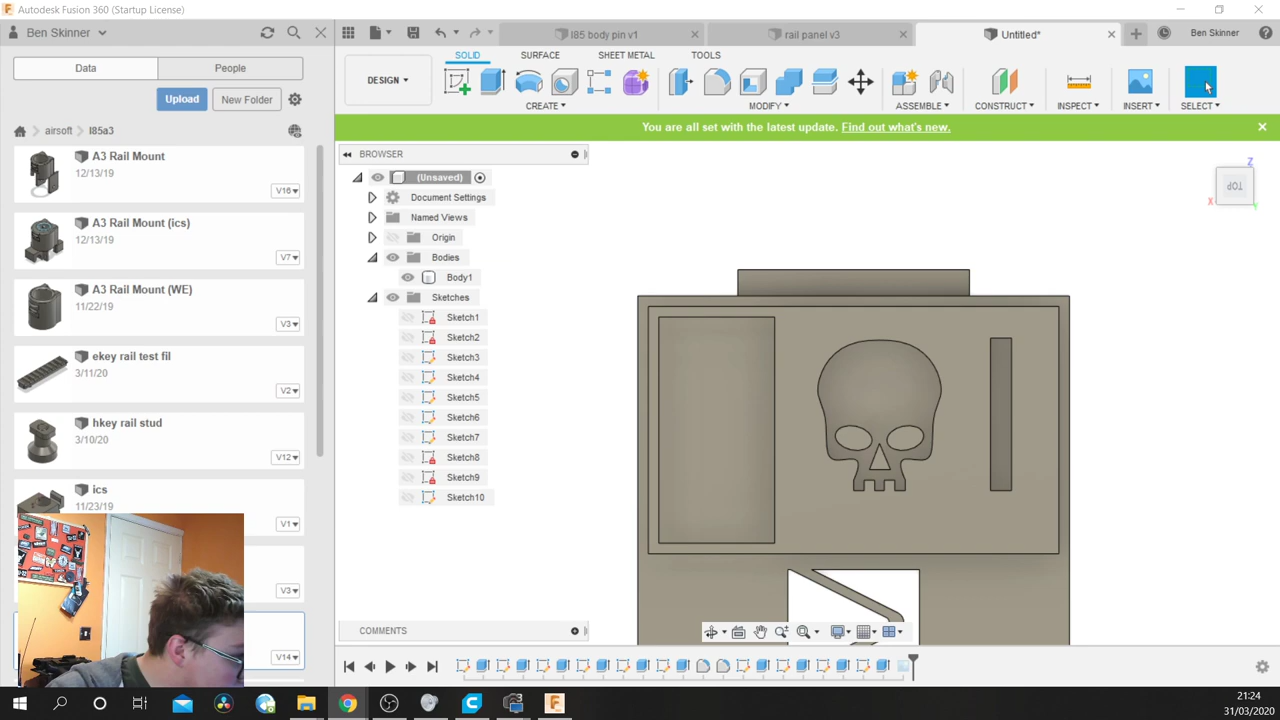 Autodesk Fusion 360 (Startup License)
Ben Skinner
l85 body pin v1
rail panel v3
Untitled*
Ben Skinner
Data
People
SOLID
SURFACE
SHEET METAL
TOOLS
DESIGN
Upload
New Folder
CREATE
MODIFY
ASSEMBLE
CONSTRUCT
INSPECT
INSERT
SELECT
airsoft
l85a3
You are all set with the latest update. Find out what's new.
A3 Rail Mount
12/13/19
V16
A3 Rail Mount (ics)
12/13/19
V7
A3 Rail Mount (WE)
11/22/19
V3
ekey rail test fil
3/11/20
V2
hkey rail stud
3/10/20
V12
ics
11/23/19
V1
V3
V14
BROWSER
(Unsaved)
Document Settings
Named Views
Origin
Bodies
Body1
Sketches
Sketch1
Sketch2
Sketch3
Sketch4
Sketch5
Sketch6
Sketch7
Sketch8
Sketch9
Sketch10
Z
TOP
X
Y
COMMENTS
21:24
31/03/2020